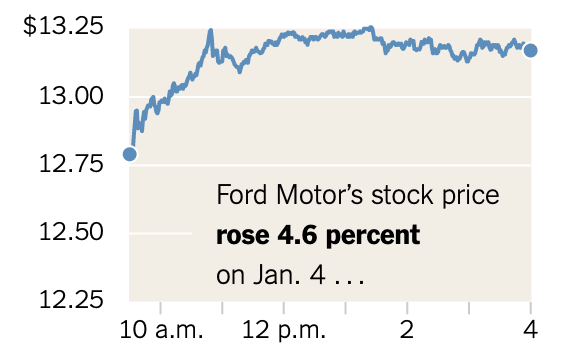 $13.25
13.00
12.75
12.50
12.25
Ford Motor’s stock price
rose 4.6 percent
on Jan. 4 . . .
10 a.m.
12 p.m.
2
4